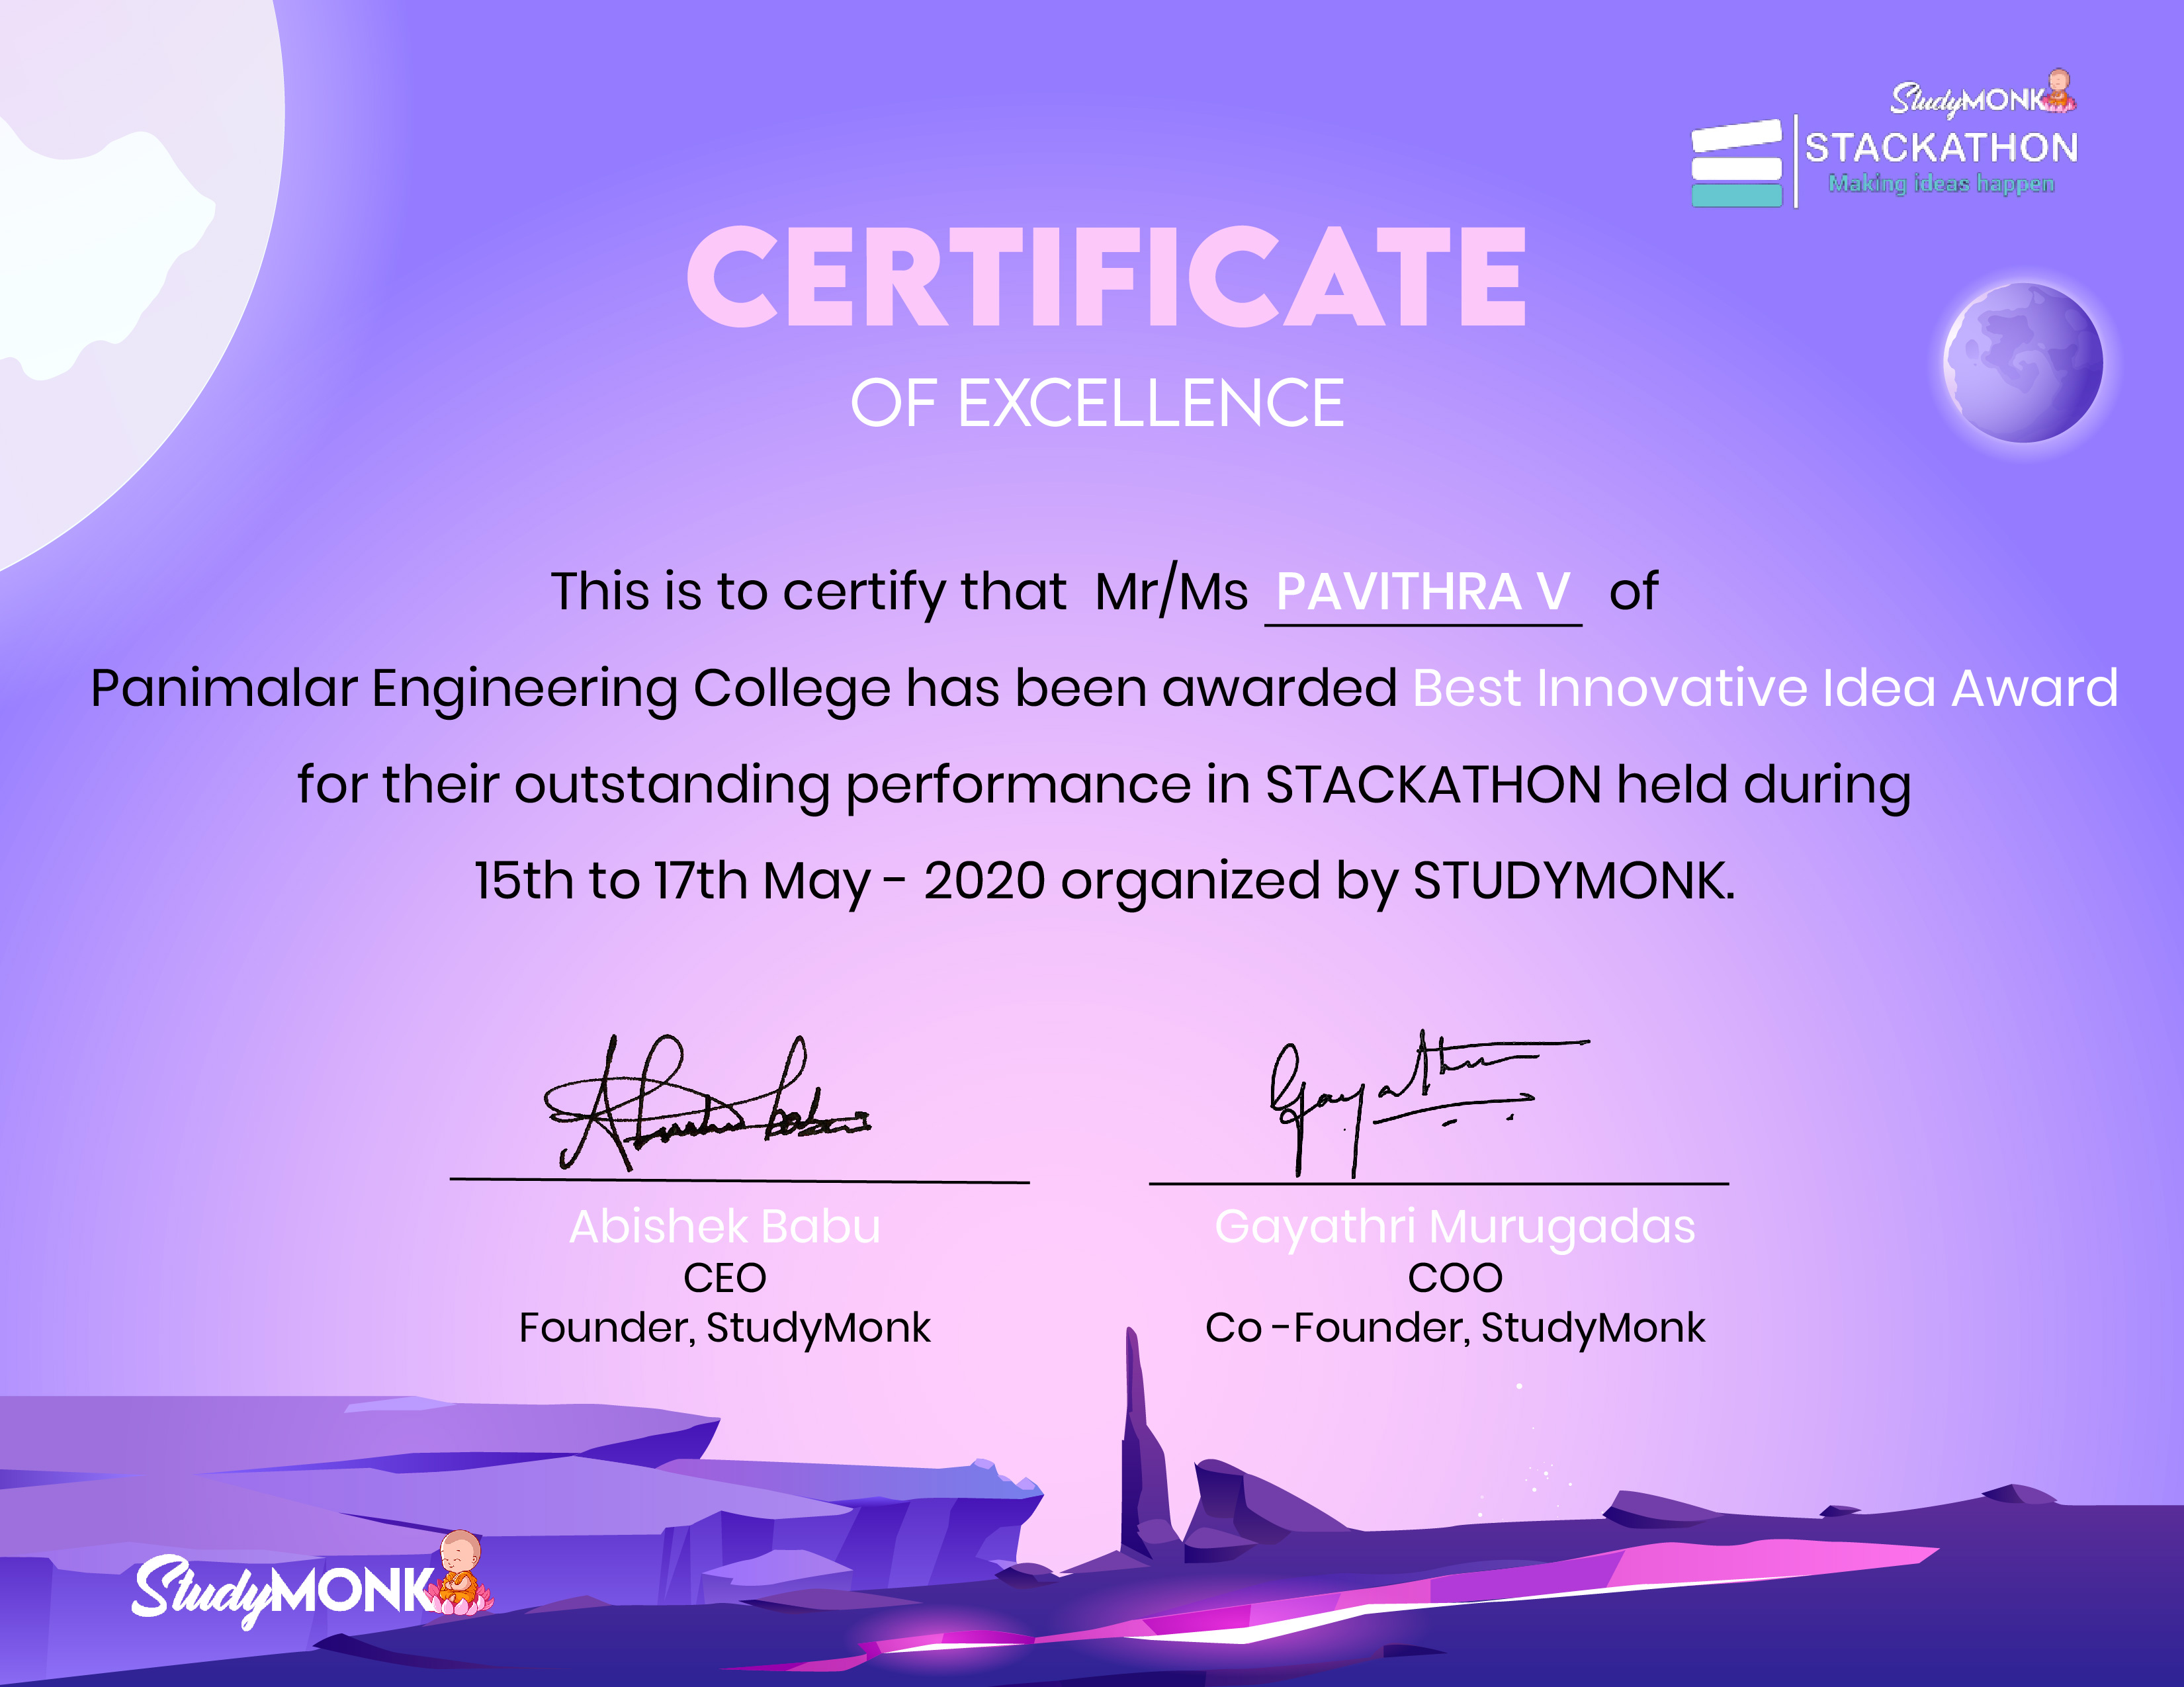 StudyMONK
STACKATHON
Making ideas happen
CERTIFICATE
OF EXCELLENCE
This is to certify that Mr/Ms PAVITHRA V of
Panimalar Engineering College has been awarded Best Innovative Idea Award
for their outstanding performance in STACKATHON held during
15th to 17th May - 2020 organized by STUDYMONK.
Abishek Babu
CEO
Founder, StudyMonk
Gayathri Murugadas
COO
Co -Founder, StudyMonk
StudyMONK